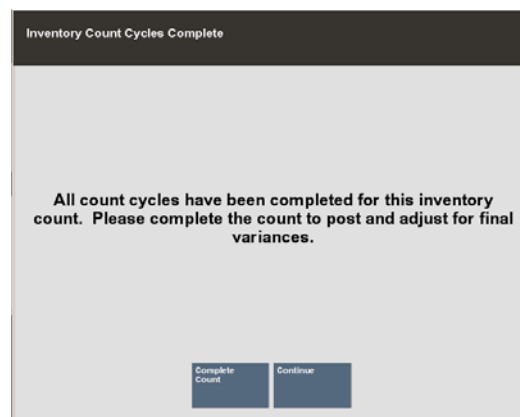 Inventory Count Cycles Complete
All count cycles have been completed for this inventory
count.  Please complete the count to post and adjust for final
variances.
Complete
Count
Continue